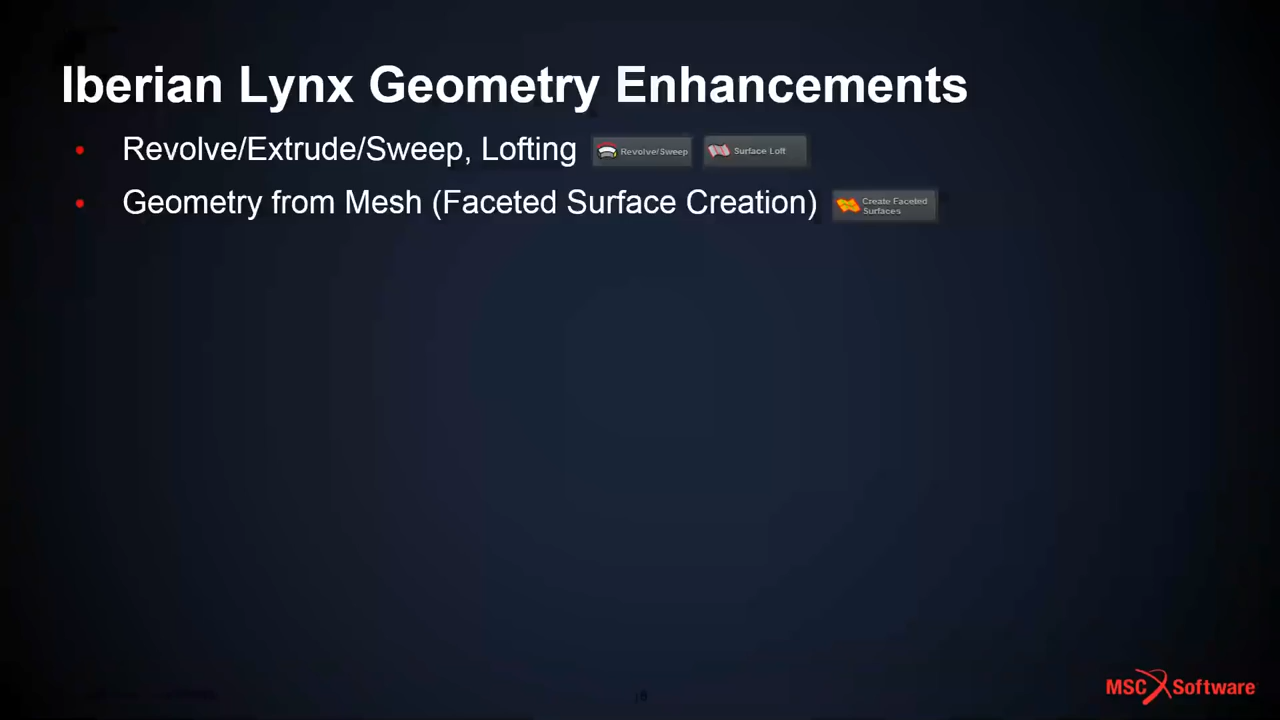 Iberian Lynx Geometry Enhancements
• Revolve/Extrude/Sweep, Lofting Revolve/Sweep Surface Loft
• Geometry from Mesh (Faceted Surface Creation) Create Faceted
Surfaces
MSC Software